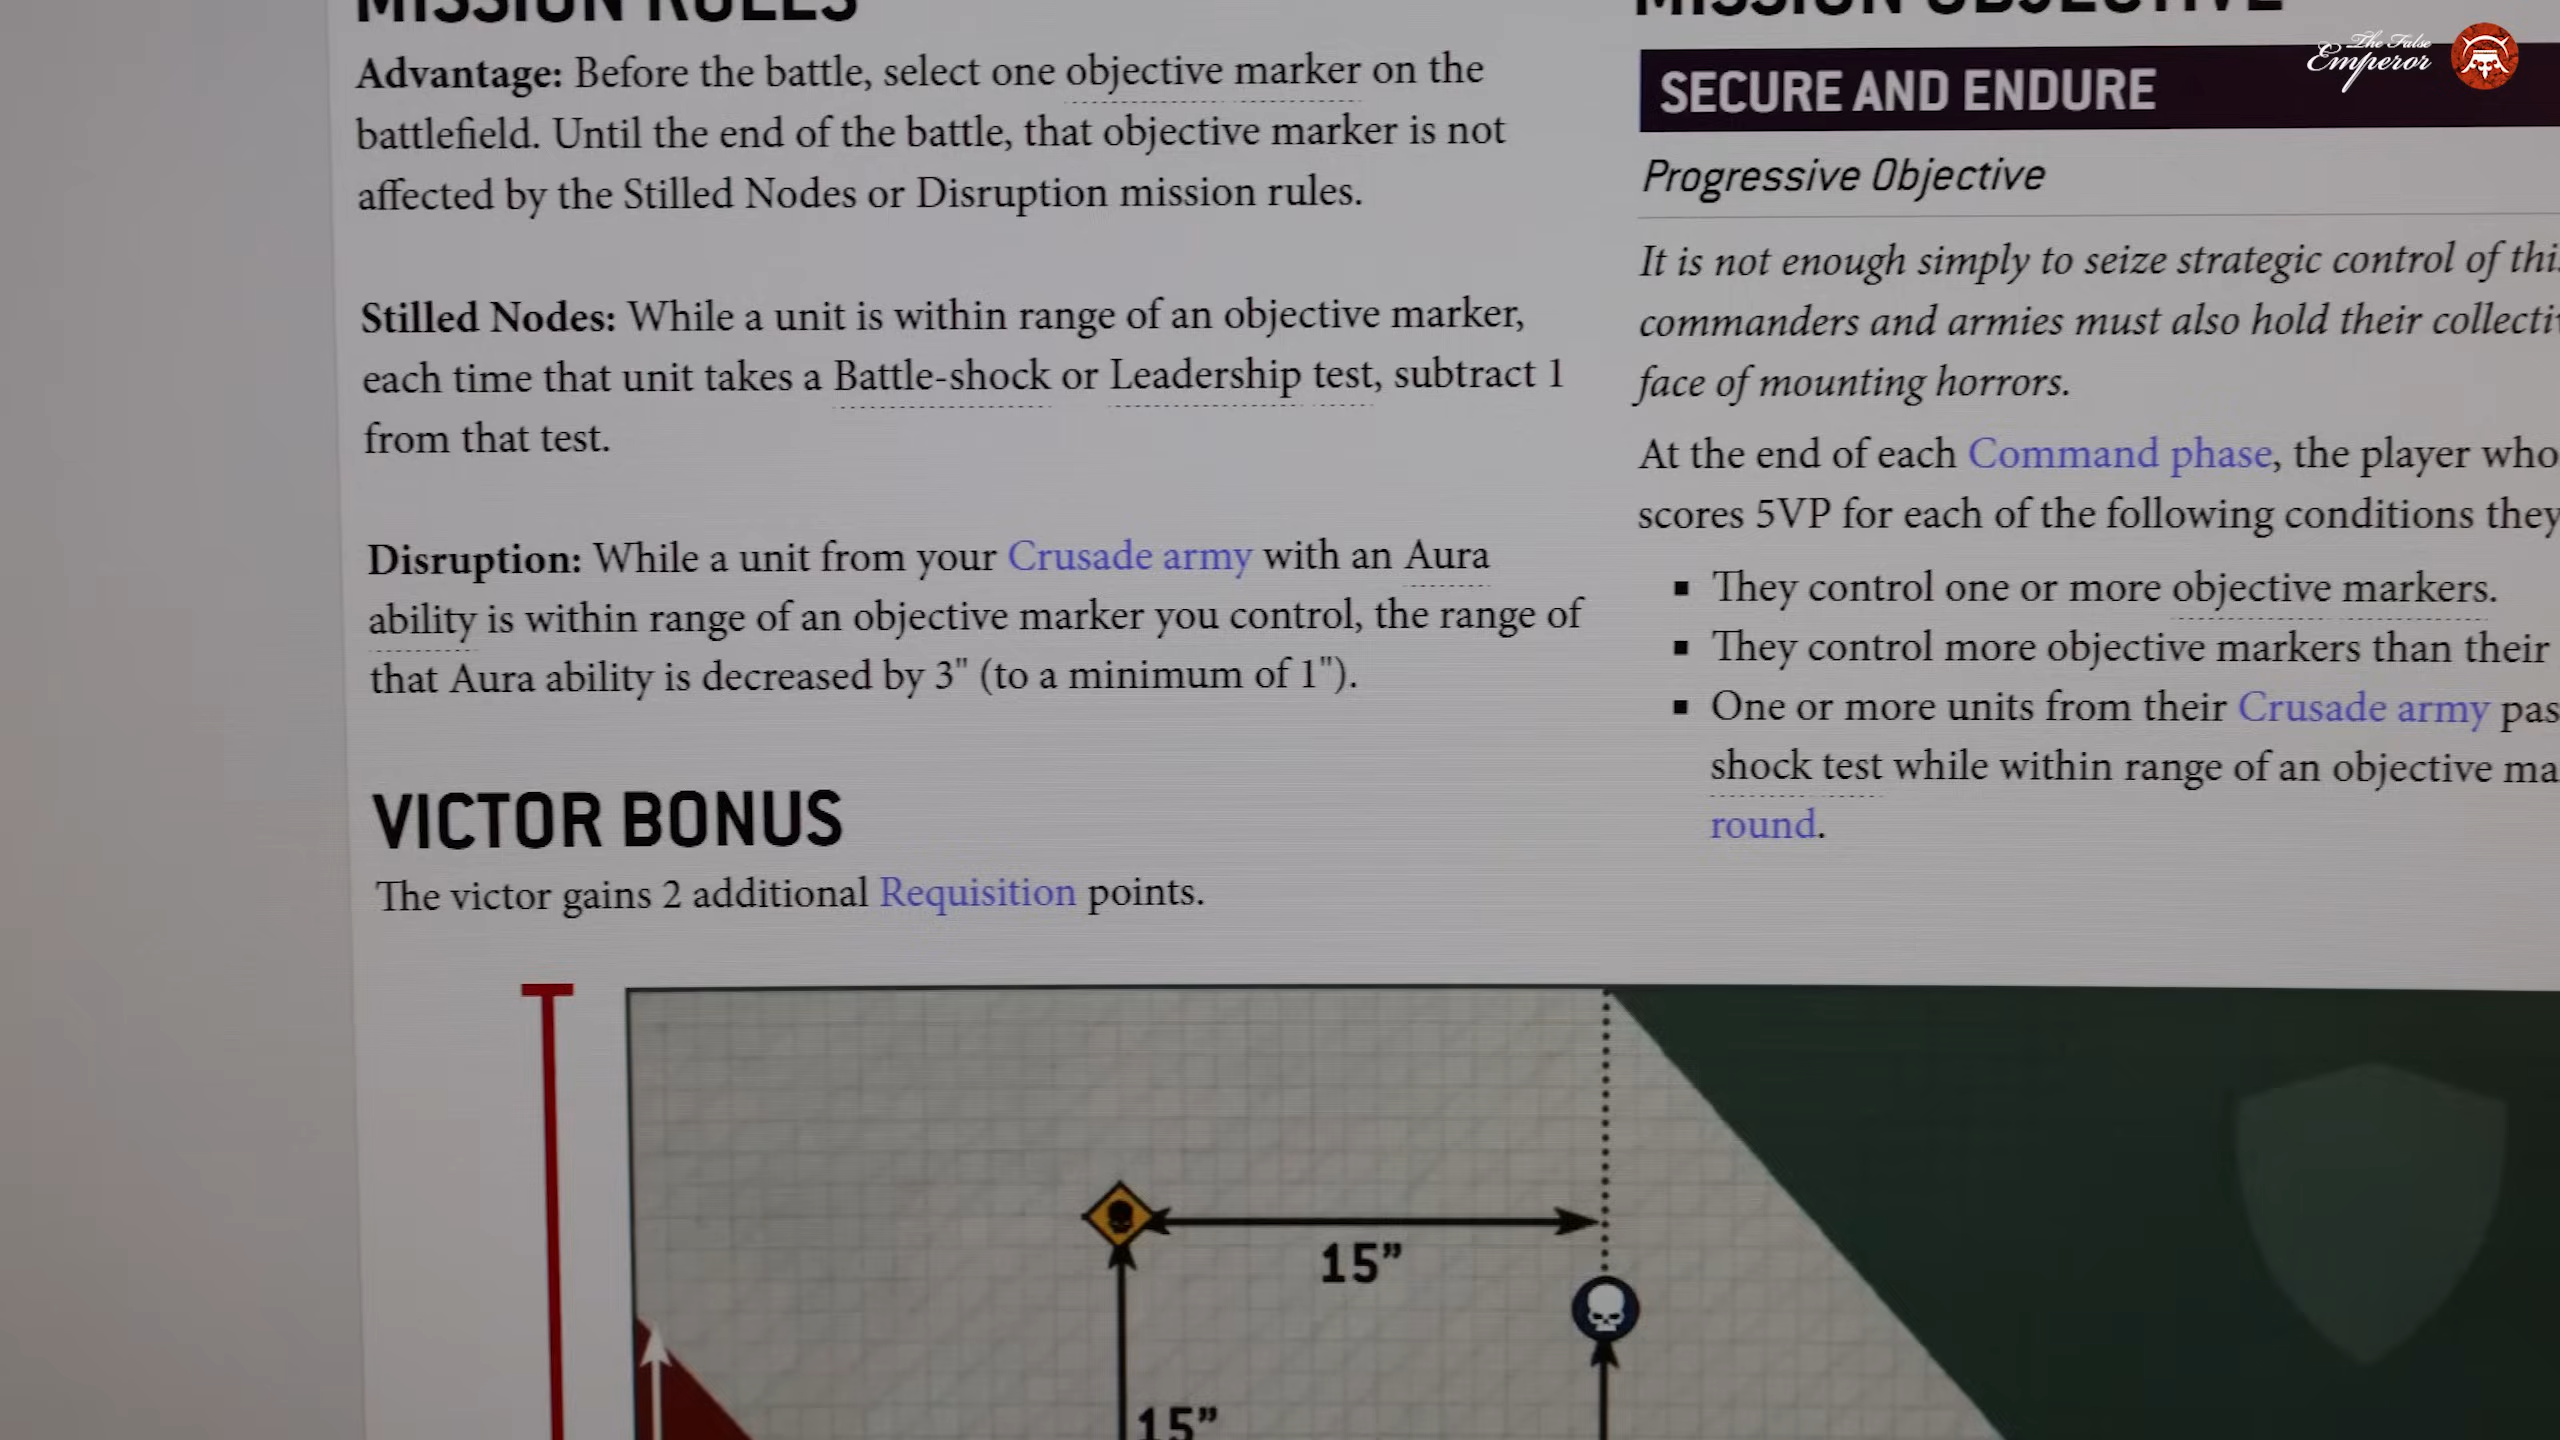 MISSION RULES
Advantage: Before the battle, select one objective marker on the
battlefield. Until the end of the battle, that objective marker is not
affected by the Stilled Nodes or Disruption mission rules.
Stilled Nodes: While a unit is within range of an objective marker,
each time that unit takes a Battle-shock or Leadership test, subtract 1
from that test.
Disruption: While a unit from your Crusade army with an Aura
ability is within range of an objective marker you control, the range of
that Aura ability is decreased by 3" (to a minimum of 1").
VICTOR BONUS
The victor gains 2 additional Requisition points.
MISSION OBJECTIVE
SECURE AND ENDURE
Progressive Objective
It is not enough simply to seize strategic control of
commanders and armies must also hold their
face of mounting horrors.
At the end of each Command phase, the player who
scores 5VP for each of the following conditions they
▪ They control one or more objective markers.
▪ They control more objective markers than their
▪ One or more units from their Crusade army
shock test while within range of an objective
round.
15”
15”
The False
Emperor